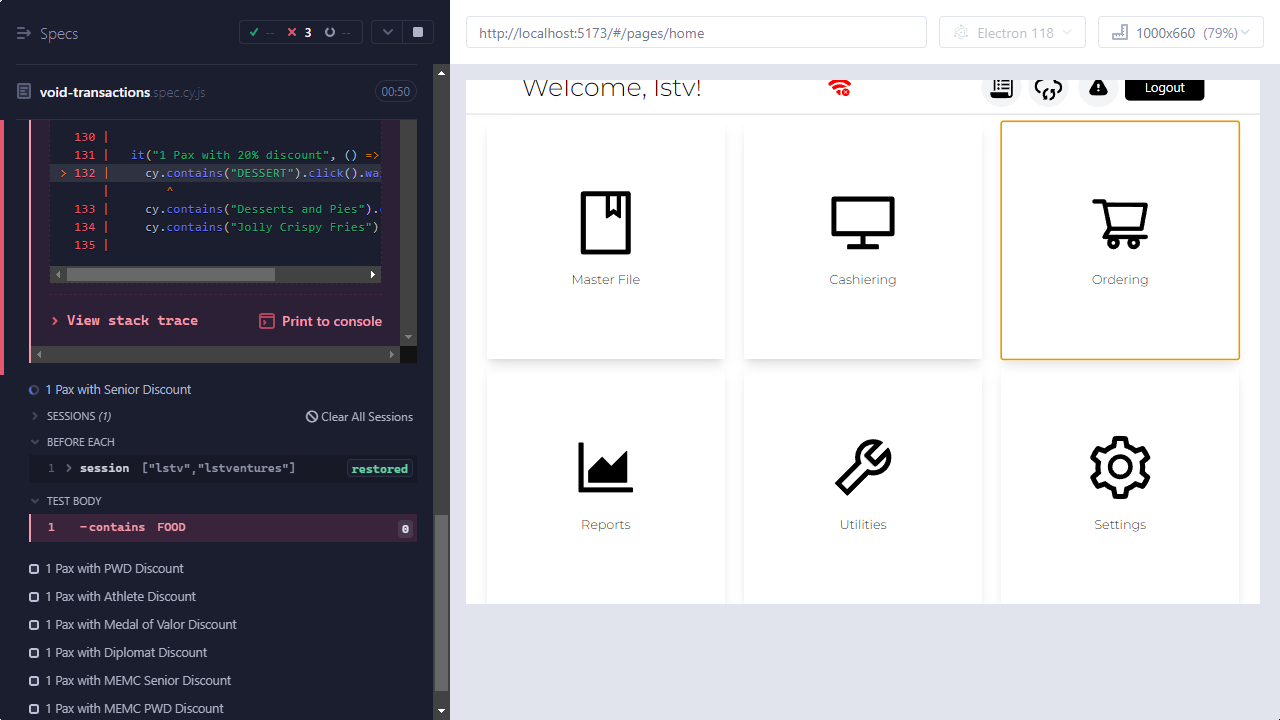 Specs
-- 3 --
void-transactions spec.cy.js
00:50
130 |
131 | it("1 Pax with 20% discount", () =>
> 132 | cy.contains("DESSERT").click().wa
| ^
133 | cy.contains("Desserts and Pies").
134 | cy.contains("Jolly Crispy Fries")
135 |
> View stack trace
Print to console
1 Pax with Senior Discount
SESSIONS (1)
Clear All Sessions
BEFORE EACH
1 session ["lstv","lstventures"] restored
TEST BODY
1 -contains FOOD 0
1 Pax with PWD Discount
1 Pax with Athlete Discount
1 Pax with Medal of Valor Discount
1 Pax with Diplomat Discount
1 Pax with MEMC Senior Discount
1 Pax with MEMC PWD Discount
http://localhost:5173/#/pages/home
Electron 118
1000x660 (79%)
Welcome, lstv!
Logout
Master File
Cashiering
Ordering
Reports
Utilities
Settings